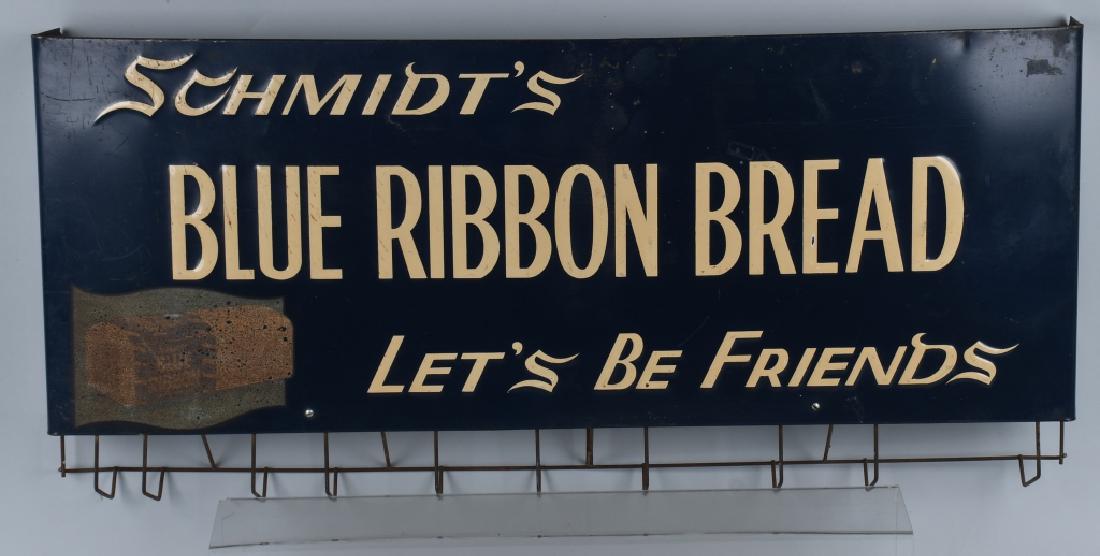 SCHMIDT'S
BLUE RIBBON BREAD
LET'S BE FRIENDS